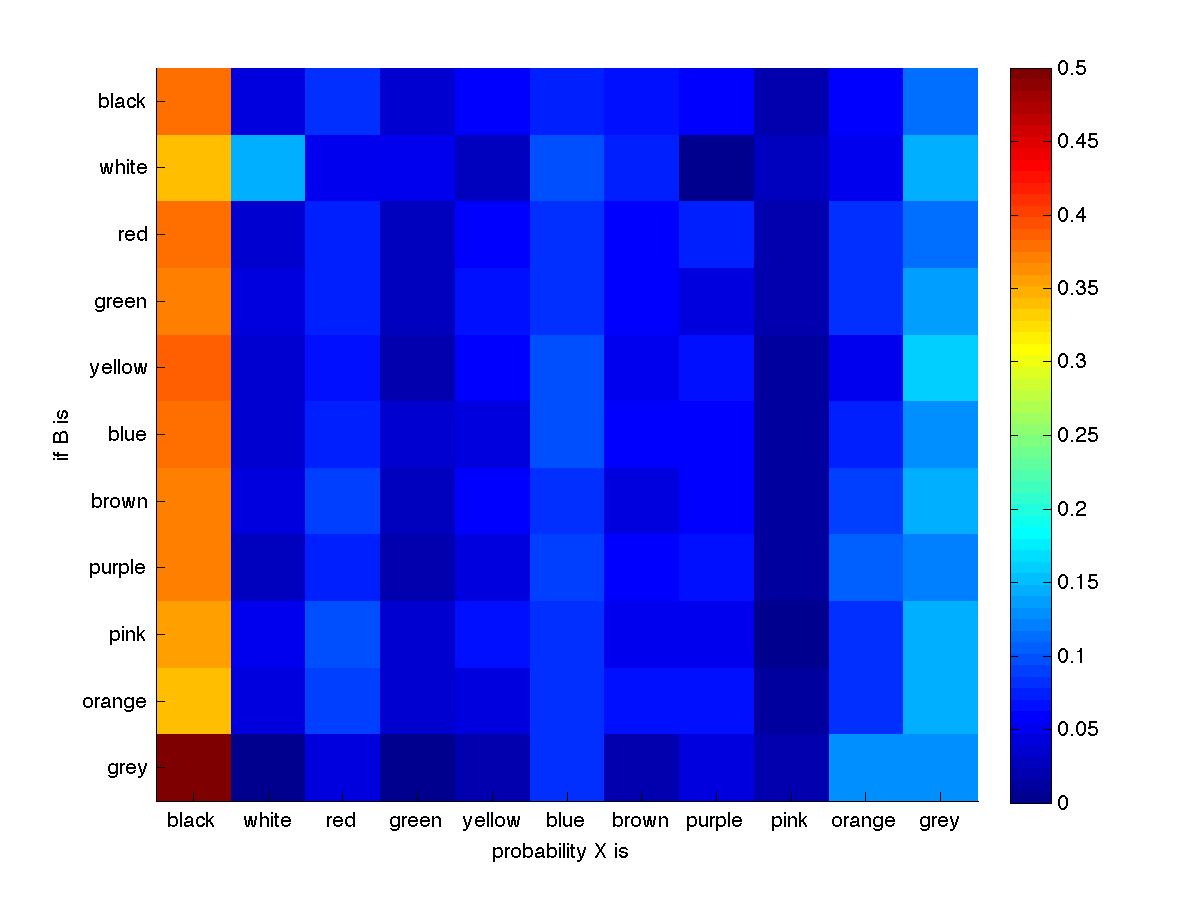 black
white
red
green
yellow
blue
brown
purple
pink
orange
grey
if B is
black white red green yellow blue brown purple pink orange grey
probability X is
0.5
0.45
0.4
0.35
0.3
0.25
0.2
0.15
0.1
0.05
0